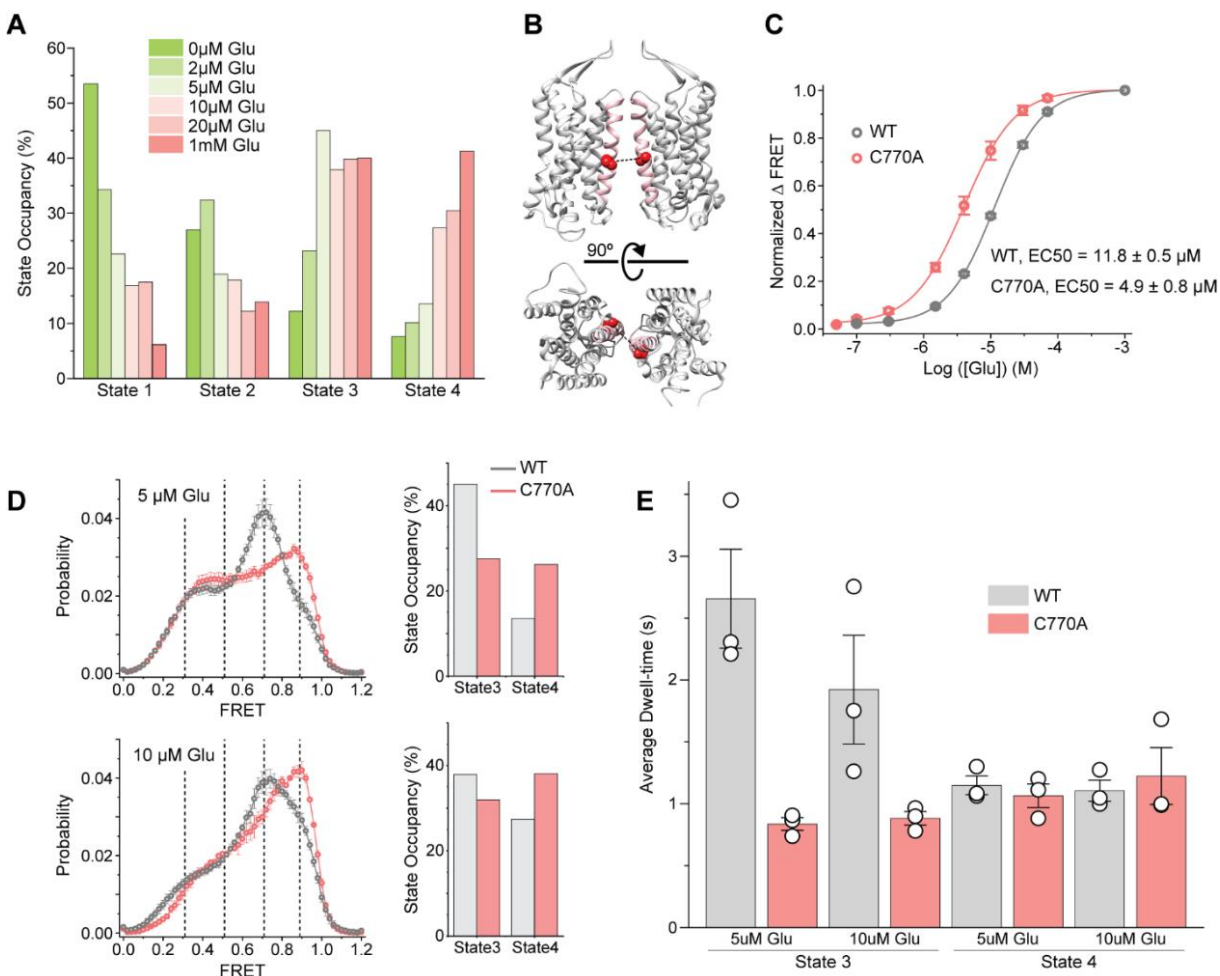 A
State Occupancy (%)
60
50
40
30
20
10
0
0μM Glu
2μM Glu
5μM Glu
10μM Glu
20μM Glu
1mM Glu
State 1 State 2 State 3 State 4
B
90º
C
Normalized Δ FRET
1.0
0.8
0.6
0.4
0.2
0.0
WT
C770A
WT, EC50 = 11.8 ± 0.5 μM
C770A, EC50 = 4.9 ± 0.8 μM
-7 -6 -5 -4 -3
Log ([Glu]) (M)
D
5 μM Glu
Probability
0.04
0.02
0.00
0.0 0.2 0.4 0.6 0.8 1.0 1.2
FRET
WT
C770A
State Occupancy (%)
40
20
0
State3 State4
10 μM Glu
Probability
0.04
0.02
0.00
0.0 0.2 0.4 0.6 0.8 1.0 1.2
FRET
State Occupancy (%)
40
20
0
State3 State4
E
Average Dwell-time (s)
3
2
1
0
WT
C770A
5uM Glu 10uM Glu 5uM Glu 10uM Glu
State 3 State 4